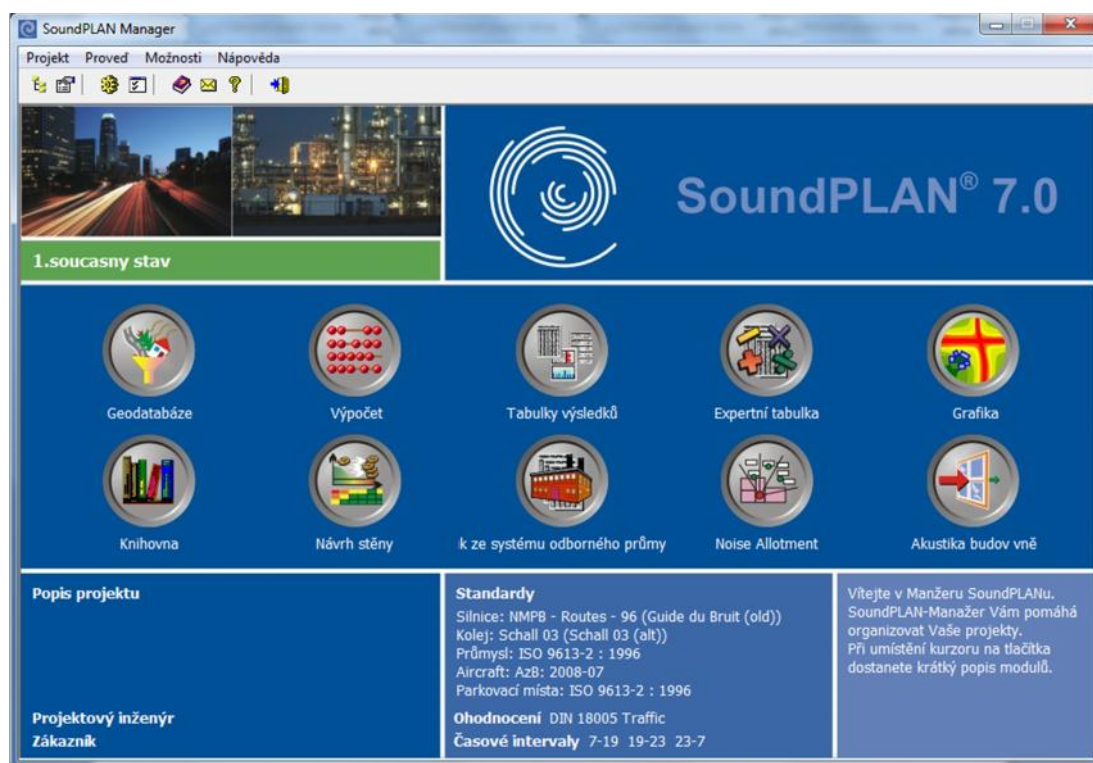 SoundPLAN Manager
Projekt Proveď Možnosti Nápověda
SoundPLAN® 7.0
1.soucasny stav
Geodatabáze
Výpočet
Tabulky výsledků
Expertní tabulka
Grafika
Knihovna
Návrh stěny
k ze systému odborného průmy
Noise Allotment
Akustika budov vně
Popis projektu
Projektový inženýr
Zákazník
Standardy
Silnice: NMPB - Routes - 96 (Guide du Bruit (old))
Kolej: Schall 03 (Schall 03 (alt))
Průmysl: ISO 9613-2 : 1996
Aircraft: AzB: 2008-07
Parkovací místa: ISO 9613-2 : 1996
Ohodnocení DIN 18005 Traffic
Časové intervaly 7-19 19-23 23-7
Vítejte v Manžeru SoundPLANu.
SoundPLAN-Manažer Vám pomáhá
organizovat Vaše projekty.
Při umístění kurzoru na tlačítka
dostanete krátký popis modulů.